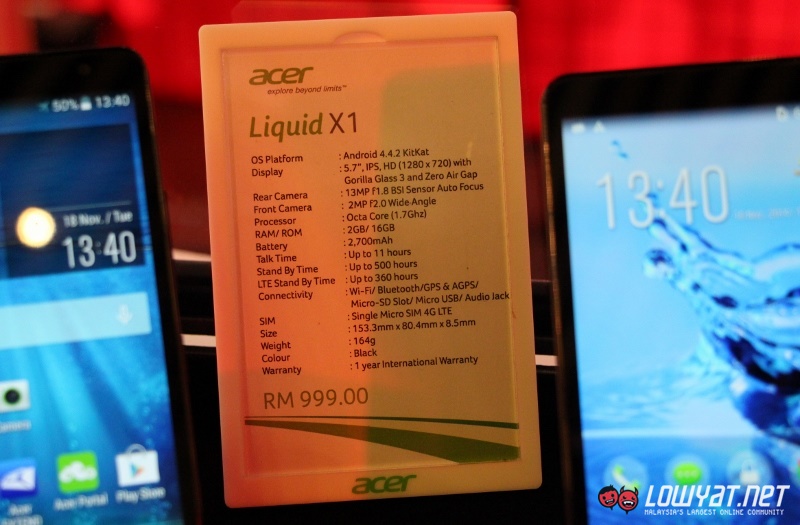 50% 13:40
18 Nov. / Tue
13 40
Camera
Acer
Acer Portal
Play Store
acer
explore beyond limits™
Liquid X1
OS Platform : Android 4.4.2 KitKat
Display : 5.7", IPS, HD (1280 x 720) with
Gorilla Glass 3 and Zero Air Gap
Rear Camera : 13MP f1.8 BSI Sensor Auto Focus
Front Camera : 2MP F2.0 Wide Angle
Processor : Octa Core (1.7Ghz)
RAM/ ROM : 2GB/ 16GB
Battery : 2,700mAh
Talk Time : Up to 11 hours
Stand By Time : Up to 500 hours
LTE Stand By Time : Up to 360 hours
Connectivity : Wi-Fi/ Bluetooth/GPS & AGPS/
Micro-SD Slot/ Micro USB/ Audio Jack
SIM : Single Micro SIM 4G LTE
Size : 153.3mm x 80.4mm x 8.5mm
Weight : 164g
Colour : Black
Warranty : 1 year International Warranty
RM 999.00
acer
13:40
LOWYAT.NET
MALAYSIA'S LARGEST ONLINE COMMUNITY